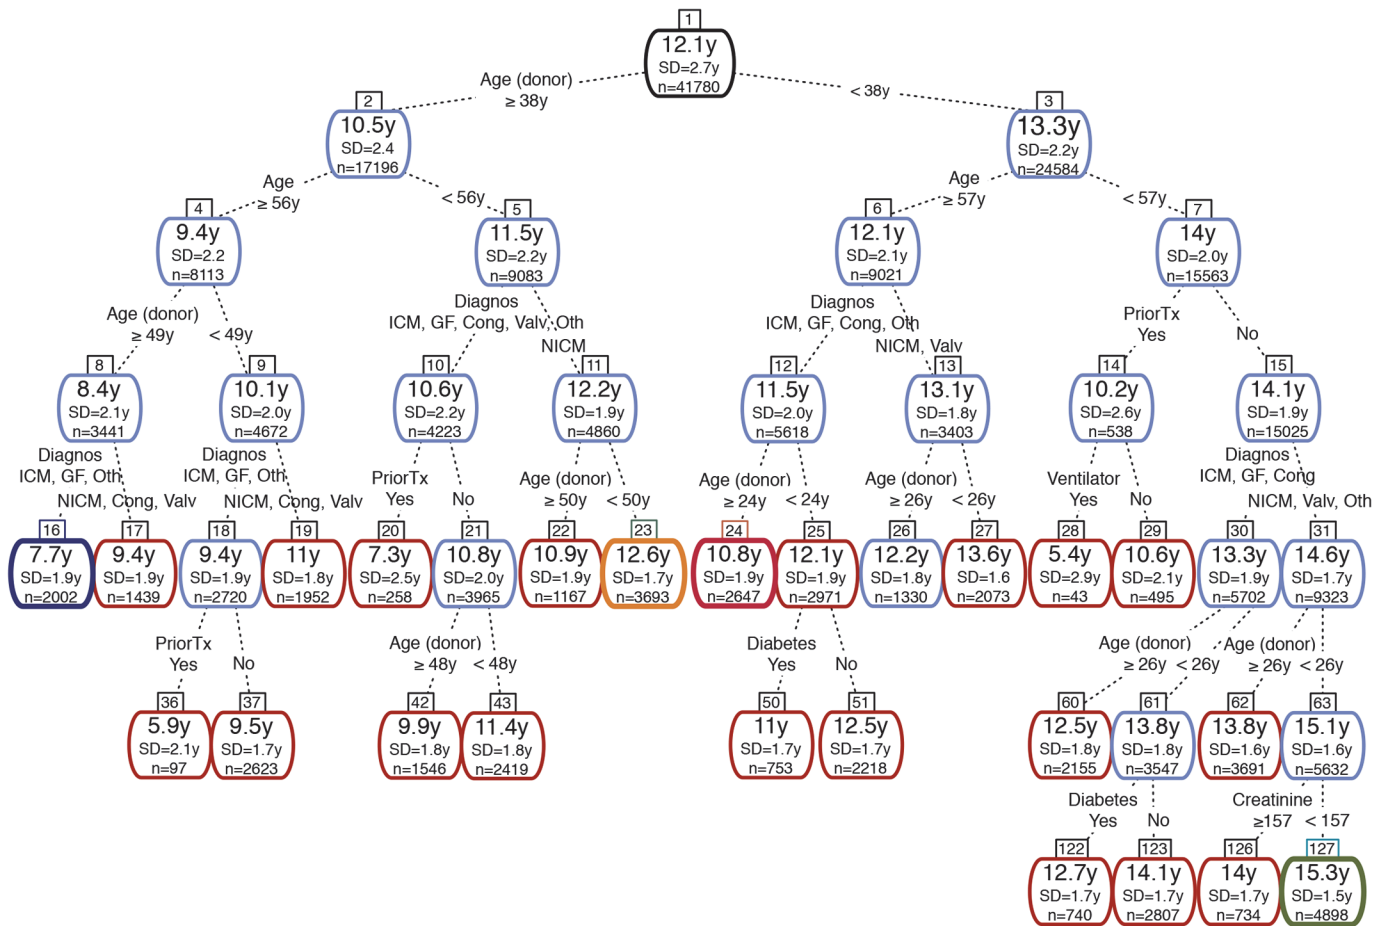 1
12.1y
SD=2.7y
n=41780
Age (donor)
≥ 38y
< 38y
2
10.5y
SD=2.4
n=17196
3
13.3y
SD=2.2y
n=24584
Age
≥ 56y
< 56y
Age
≥ 57y
< 57y
4
9.4y
SD=2.2
n=8113
5
11.5y
SD=2.2y
n=9083
6
12.1y
SD=2.1y
n=9021
7
14y
SD=2.0y
n=15563
Age (donor)
≥ 49y
< 49y
Diagnos
ICM, GF, Cong, Valv, Oth
NICM
Diagnos
ICM, GF, Cong, Oth
NICM, Valv
PriorTx
Yes
No
8
8.4y
SD=2.1y
n=3441
9
10.1y
SD=2.0y
n=4672
10
10.6y
SD=2.2y
n=4223
11
12.2y
SD=1.9y
n=4860
12
11.5y
SD=2.0y
n=5618
13
13.1y
SD=1.8y
n=3403
14
10.2y
SD=2.6y
n=538
15
14.1y
SD=1.9y
n=15025
Diagnos
ICM, GF, Oth
NICM, Cong, Valv
Diagnos
ICM, GF, Oth
NICM, Cong, Valv
PriorTx
Yes
No
Age (donor)
≥ 50y
< 50y
Age (donor)
≥ 24y
< 24y
Age (donor)
≥ 26y
< 26y
Ventilator
Yes
No
Diagnos
ICM, GF, Cong
NICM, Valv, Oth
16
7.7y
SD=1.9y
n=2002
17
9.4y
SD=1.9y
n=1439
18
9.4y
SD=1.9y
n=2720
19
11y
SD=1.8y
n=1952
20
7.3y
SD=2.5y
n=258
21
10.8y
SD=2.0y
n=3965
22
10.9y
SD=1.9y
n=1167
23
12.6y
SD=1.7y
n=3693
24
10.8y
SD=1.9y
n=2647
25
12.1y
SD=1.9y
n=2971
26
12.2y
SD=1.8y
n=1330
27
13.6y
SD=1.6
n=2073
28
5.4y
SD=2.9y
n=43
29
10.6y
SD=2.1y
n=495
30
13.3y
SD=1.9y
n=5702
31
14.6y
SD=1.7y
n=9323
PriorTx
Yes
No
Age (donor)
≥ 48y
< 48y
Diabetes
Yes
No
Age (donor)
≥ 26y
< 26y
Age (donor)
≥ 26y
< 26y
36
5.9y
SD=2.1y
n=97
37
9.5y
SD=1.7y
n=2623
42
9.9y
SD=1.8y
n=1546
43
11.4y
SD=1.8y
n=2419
50
11y
SD=1.7y
n=753
51
12.5y
SD=1.7y
n=2218
60
12.5y
SD=1.8y
n=2155
61
13.8y
SD=1.8y
n=3547
62
13.8y
SD=1.6y
n=3691
63
15.1y
SD=1.6y
n=5632
Diabetes
Yes
No
Creatinine
≥157
< 157
122
12.7y
SD=1.7y
n=740
123
14.1y
SD=1.7y
n=2807
126
14y
SD=1.7y
n=734
127
15.3y
SD=1.5y
n=4898